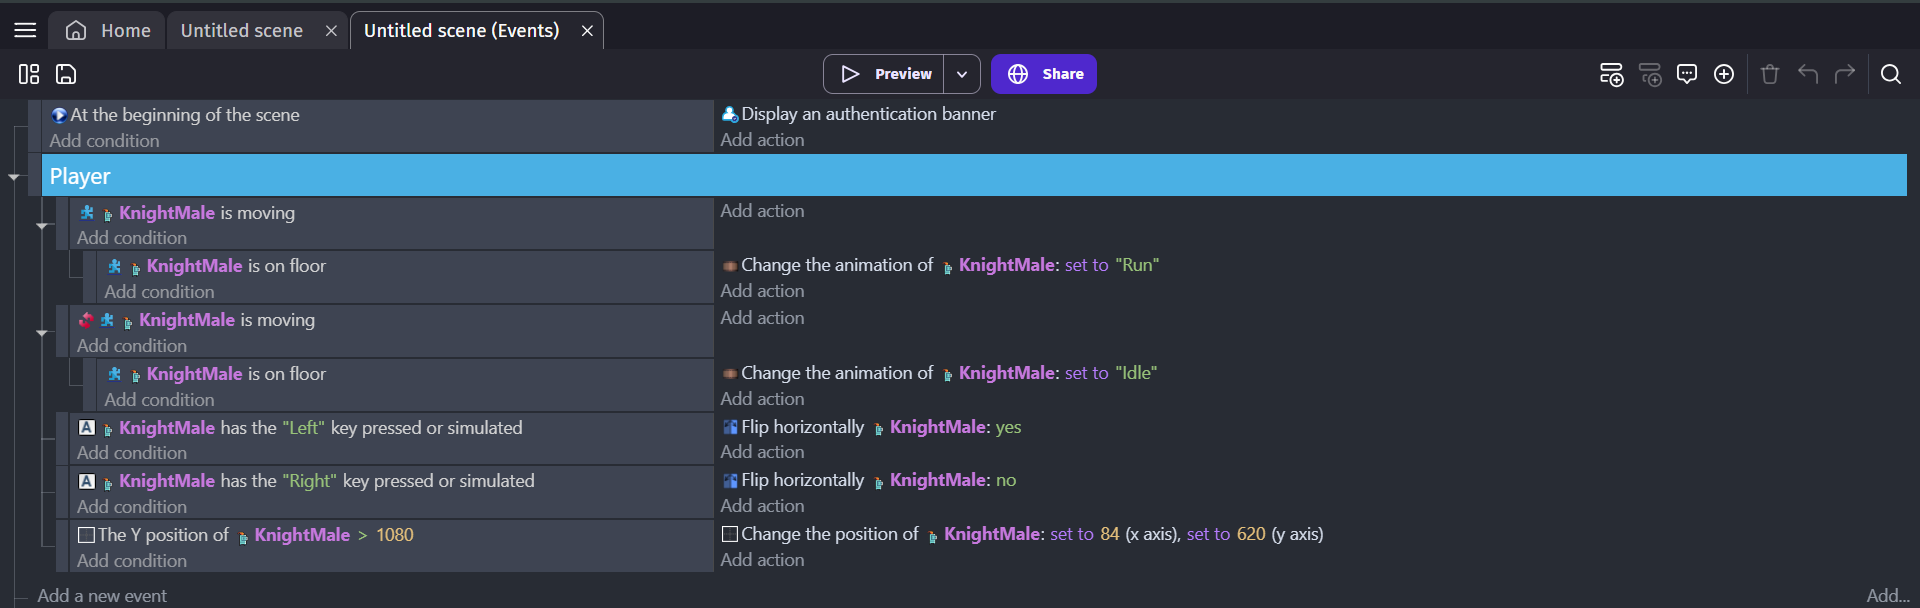 Home
Untitled scene
Untitled scene (Events)
Preview
Share
At the beginning of the scene
Display an authentication banner
Add condition
Add action
Player
KnightMale is moving
Add action
Add condition
KnightMale is on floor
Change the animation of KnightMale: set to "Run"
Add condition
Add action
KnightMale is moving
Add action
Add condition
KnightMale is on floor
Change the animation of KnightMale: set to "Idle"
Add condition
Add action
A KnightMale has the "Left" key pressed or simulated
Flip horizontally KnightMale: yes
Add condition
Add action
A KnightMale has the "Right" key pressed or simulated
Flip horizontally KnightMale: no
Add condition
Add action
The Y position of KnightMale > 1080
Change the position of KnightMale: set to 84 (x axis), set to 620 (y axis)
Add condition
Add action
Add a new event
Add...